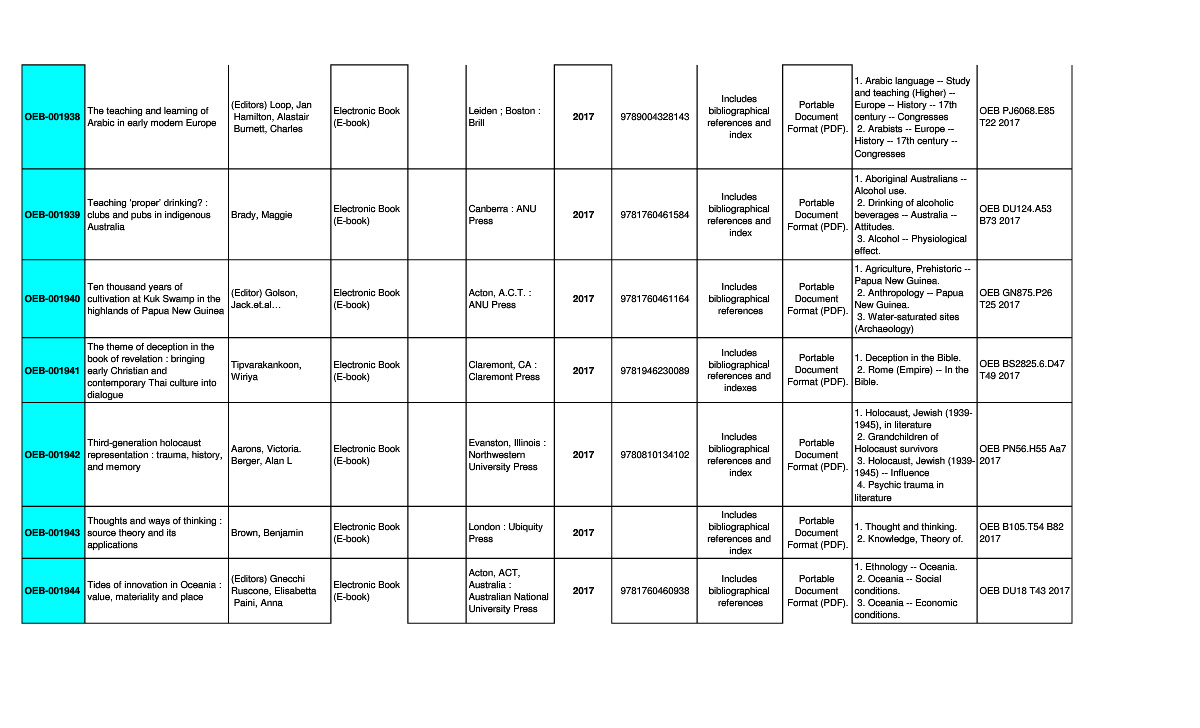 OEB-001938
The teaching and learning of
Arabic in early modern Europe
(Editors) Loop, Jan
Hamilton, Alastair
Burnett, Charles
Electronic Book
(E-book)
Leiden ; Boston :
Brill
2017
9789004328143
Includes
bibliographical
references and
index
Portable
Document
Format (PDF).
1. Arabic language -- Study
and teaching (Higher) --
Europe -- History -- 17th
century -- Congresses
2. Arabists -- Europe --
History -- 17th century --
Congresses
OEB PJ6068.E85
T22 2017
OEB-001939
Teaching 'proper' drinking? :
clubs and pubs in indigenous
Australia
Brady, Maggie
Electronic Book
(E-book)
Canberra : ANU
Press
2017
9781760461584
Includes
bibliographical
references and
index
Portable
Document
Format (PDF).
1. Aboriginal Australians --
Alcohol use.
2. Drinking of alcoholic
beverages -- Australia --
Attitudes.
3. Alcohol -- Physiological
effect.
OEB DU124.A53
B73 2017
OEB-001940
Ten thousand years of
cultivation at Kuk Swamp in the
highlands of Papua New Guinea
(Editor) Golson,
Jack.et.al…
Electronic Book
(E-book)
Acton, A.C.T. :
ANU Press
2017
9781760461164
Includes
bibliographical
references
Portable
Document
Format (PDF).
1. Agriculture, Prehistoric --
Papua New Guinea.
2. Anthropology -- Papua
New Guinea.
3. Water-saturated sites
(Archaeology)
OEB GN875.P26
T25 2017
OEB-001941
The theme of deception in the
book of revelation : bringing
early Christian and
contemporary Thai culture into
dialogue
Tipvarakankoon,
Wiriya
Electronic Book
(E-book)
Claremont, CA :
Claremont Press
2017
9781946230089
Includes
bibliographical
references and
indexes
Portable
Document
Format (PDF).
1. Deception in the Bible.
2. Rome (Empire) -- In the
Bible.
OEB BS2825.6.D47
T49 2017
OEB-001942
Third-generation holocaust
representation : trauma, history,
and memory
Aarons, Victoria.
Berger, Alan L
Electronic Book
(E-book)
Evanston, Illinois :
Northwestern
University Press
2017
9780810134102
Includes
bibliographical
references and
index
Portable
Document
Format (PDF).
1. Holocaust, Jewish (1939-
1945), in literature
2. Grandchildren of
Holocaust survivors
3. Holocaust, Jewish (1939-
1945) -- Influence
4. Psychic trauma in
literature
OEB PN56.H55 Aa7
2017
OEB-001943
Thoughts and ways of thinking :
source theory and its
applications
Brown, Benjamin
Electronic Book
(E-book)
London : Ubiquity
Press
2017
Includes
bibliographical
references and
index
Portable
Document
Format (PDF).
1. Thought and thinking.
2. Knowledge, Theory of.
OEB B105.T54 B82
2017
OEB-001944
Tides of innovation in Oceania :
value, materiality and place
(Editors) Gnecchi
Ruscone, Elisabetta
Paini, Anna
Electronic Book
(E-book)
Acton, ACT,
Australia :
Australian National
University Press
2017
9781760460938
Includes
bibliographical
references
Portable
Document
Format (PDF).
1. Ethnology -- Oceania.
2. Oceania -- Social
conditions.
3. Oceania -- Economic
conditions.
OEB DU18 T43 2017